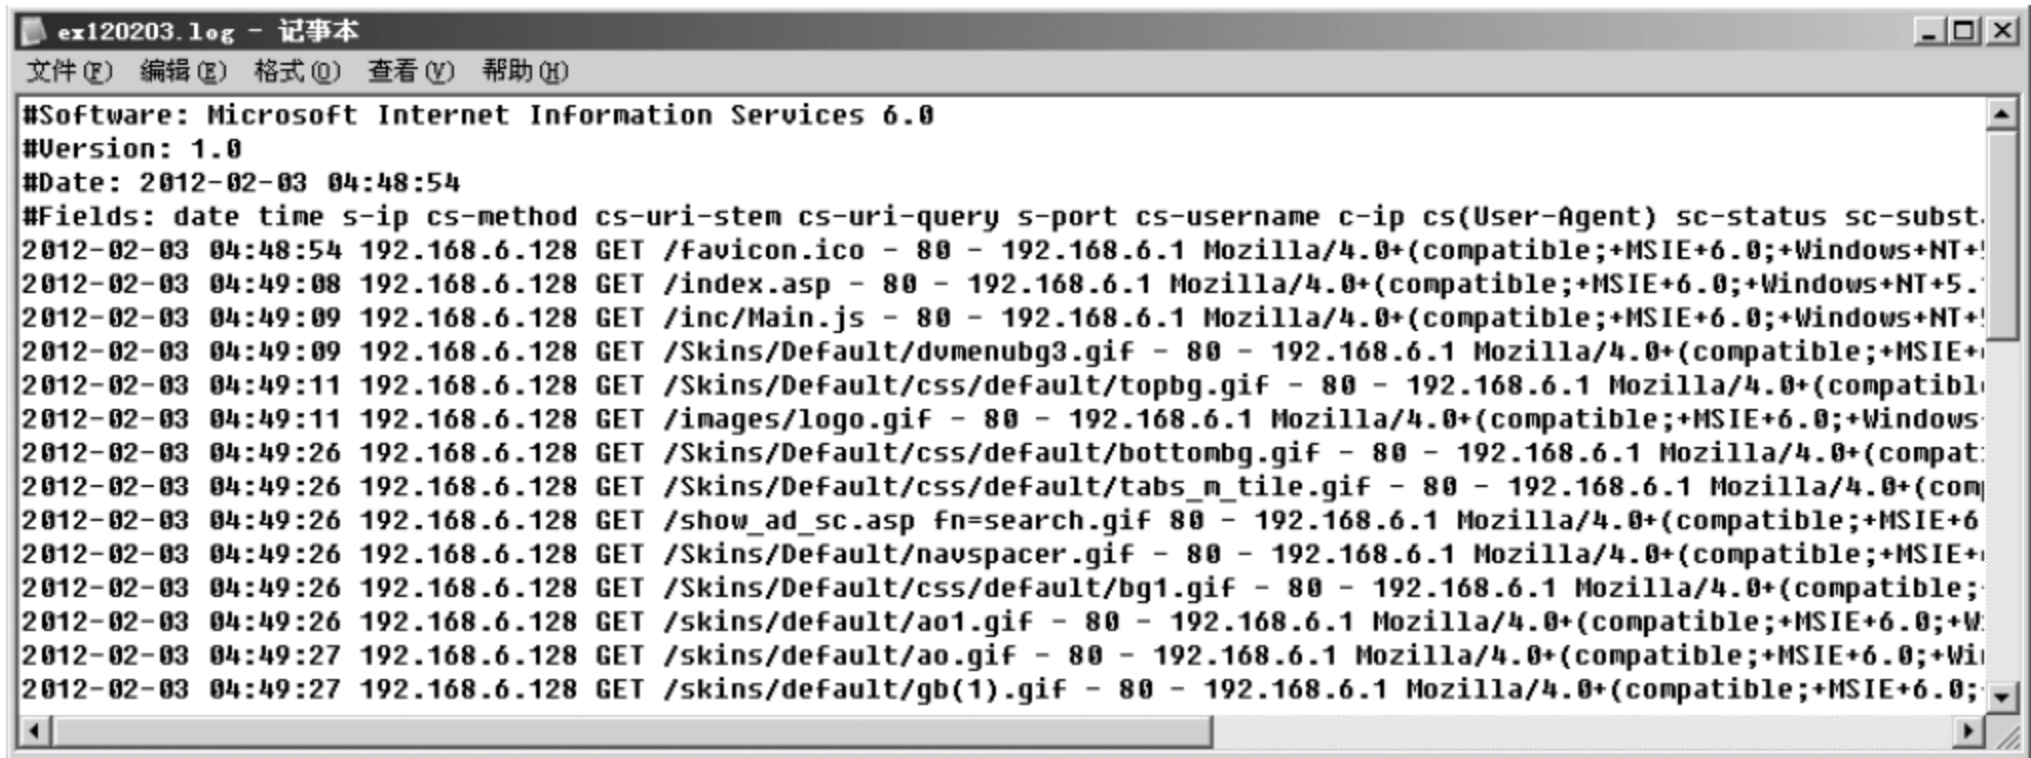 ex120203.log - 记事本
文件(F) 编辑(E) 格式(O) 查看(V) 帮助(H)
#Software: Microsoft Internet Information Services 6.0
#Version: 1.0
#Date: 2012-02-03 04:48:54
#Fields: date time s-ip cs-method cs-uri-stem cs-uri-query s-port cs-username c-ip cs(User-Agent) sc-status sc-subst
2012-02-03 04:48:54 192.168.6.128 GET /favicon.ico - 80 - 192.168.6.1 Mozilla/4.0+(compatible;+MSIE+6.0;+Windows+NT+
2012-02-03 04:49:08 192.168.6.128 GET /index.asp - 80 - 192.168.6.1 Mozilla/4.0+(compatible;+MSIE+6.0;+Windows+NT+5.
2012-02-03 04:49:09 192.168.6.128 GET /inc/Main.js - 80 - 192.168.6.1 Mozilla/4.0+(compatible;+MSIE+6.0;+Windows+NT+
2012-02-03 04:49:09 192.168.6.128 GET /Skins/Default/dvmenubg3.gif - 80 - 192.168.6.1 Mozilla/4.0+(compatible;+MSIE+
2012-02-03 04:49:11 192.168.6.128 GET /Skins/Default/css/default/topbg.gif - 80 - 192.168.6.1 Mozilla/4.0+(compatibl
2012-02-03 04:49:11 192.168.6.128 GET /images/logo.gif - 80 - 192.168.6.1 Mozilla/4.0+(compatible;+MSIE+6.0;+Windows
2012-02-03 04:49:26 192.168.6.128 GET /Skins/Default/css/default/bottombg.gif - 80 - 192.168.6.1 Mozilla/4.0+(compat
2012-02-03 04:49:26 192.168.6.128 GET /Skins/Default/css/default/tabs_m_tile.gif - 80 - 192.168.6.1 Mozilla/4.0+(com
2012-02-03 04:49:26 192.168.6.128 GET /show_ad_sc.asp fn=search.gif 80 - 192.168.6.1 Mozilla/4.0+(compatible;+MSIE+6
2012-02-03 04:49:26 192.168.6.128 GET /Skins/Default/navspacer.gif - 80 - 192.168.6.1 Mozilla/4.0+(compatible;+MSIE+
2012-02-03 04:49:26 192.168.6.128 GET /Skins/Default/css/default/bg1.gif - 80 - 192.168.6.1 Mozilla/4.0+(compatible;
2012-02-03 04:49:26 192.168.6.128 GET /skins/default/ao1.gif - 80 - 192.168.6.1 Mozilla/4.0+(compatible;+MSIE+6.0;+W
2012-02-03 04:49:27 192.168.6.128 GET /skins/default/ao.gif - 80 - 192.168.6.1 Mozilla/4.0+(compatible;+MSIE+6.0;+Wi
2012-02-03 04:49:27 192.168.6.128 GET /skins/default/gb(1).gif - 80 - 192.168.6.1 Mozilla/4.0+(compatible;+MSIE+6.0;